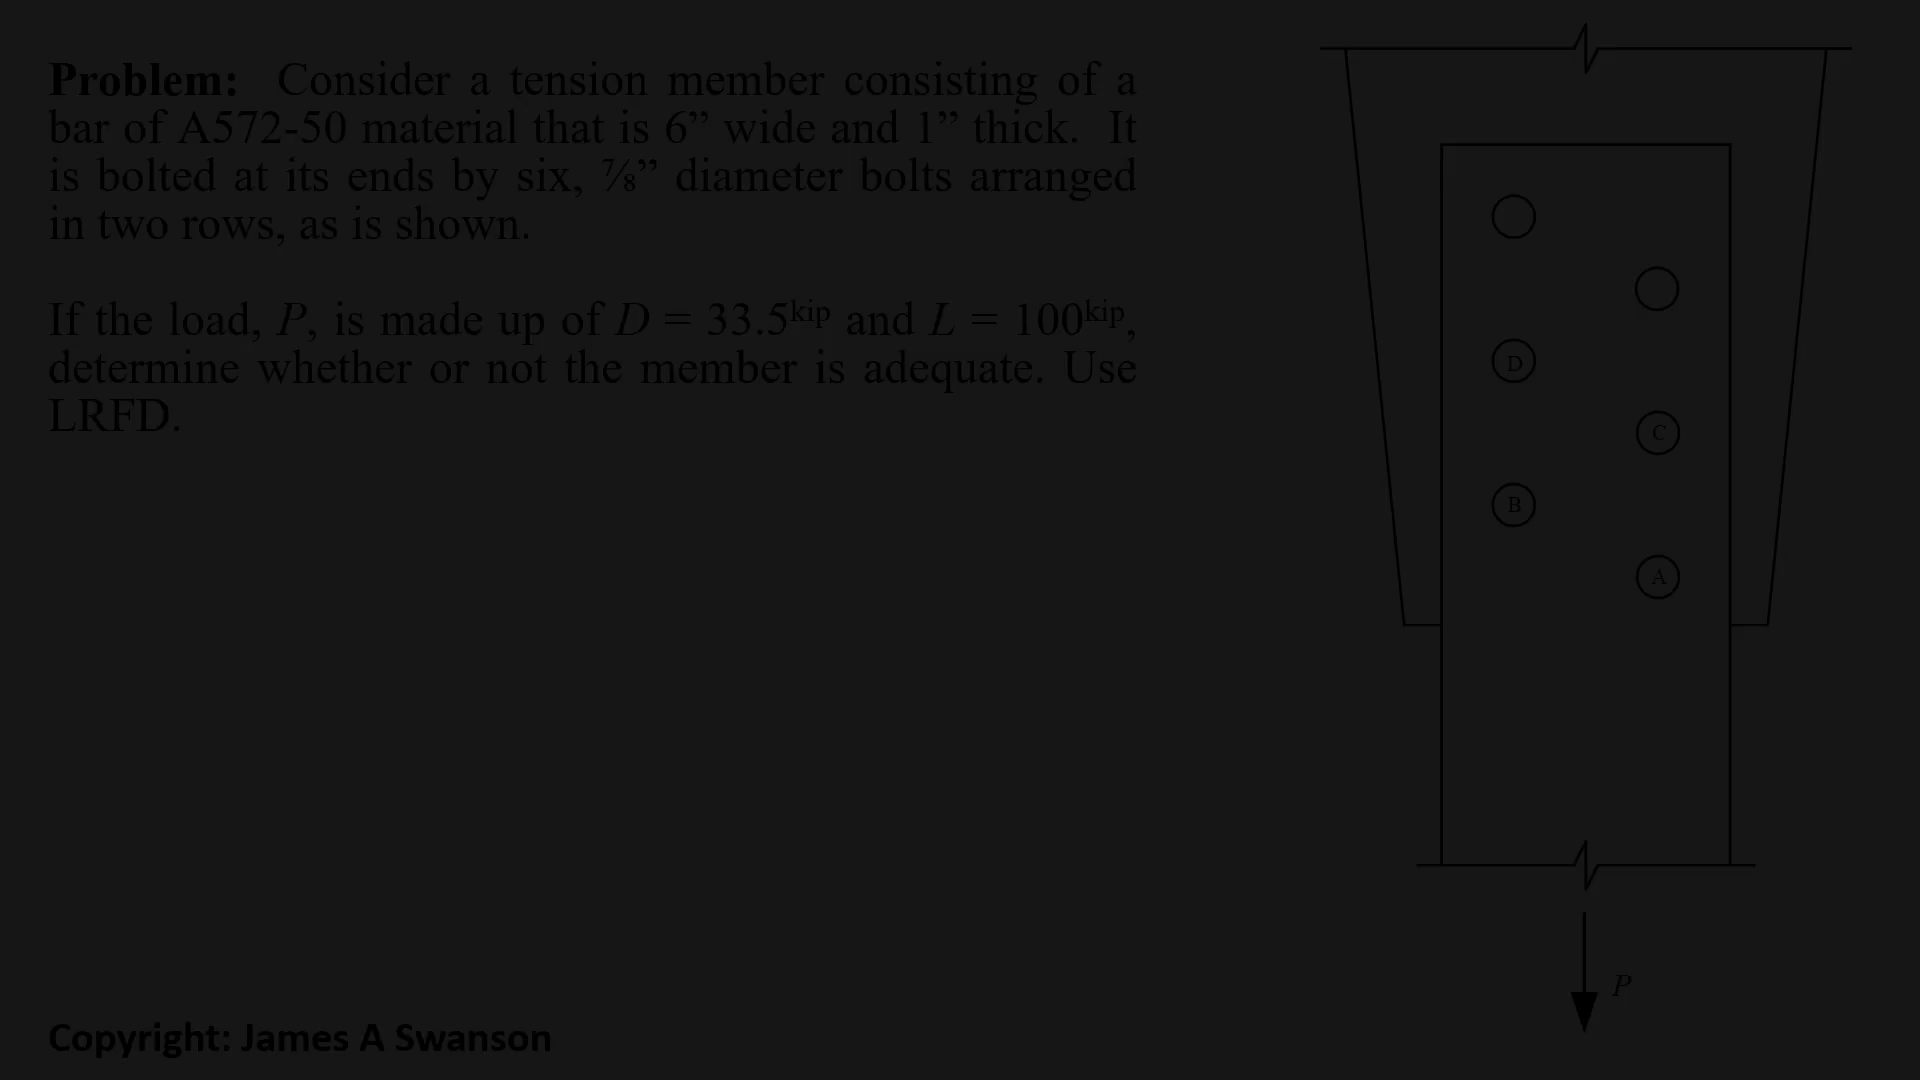 Problem: Consider a tension member consisting of a
bar of A572-50 material that is 6” wide and 1” thick. It
is bolted at its ends by six, ⅞” diameter bolts arranged
in two rows, as is shown.
If the load, P, is made up of D = 33.5kip and L = 100kip,
determine whether or not the member is adequate. Use
LRFD.
D
C
B
A
P
Copyright: James A Swanson